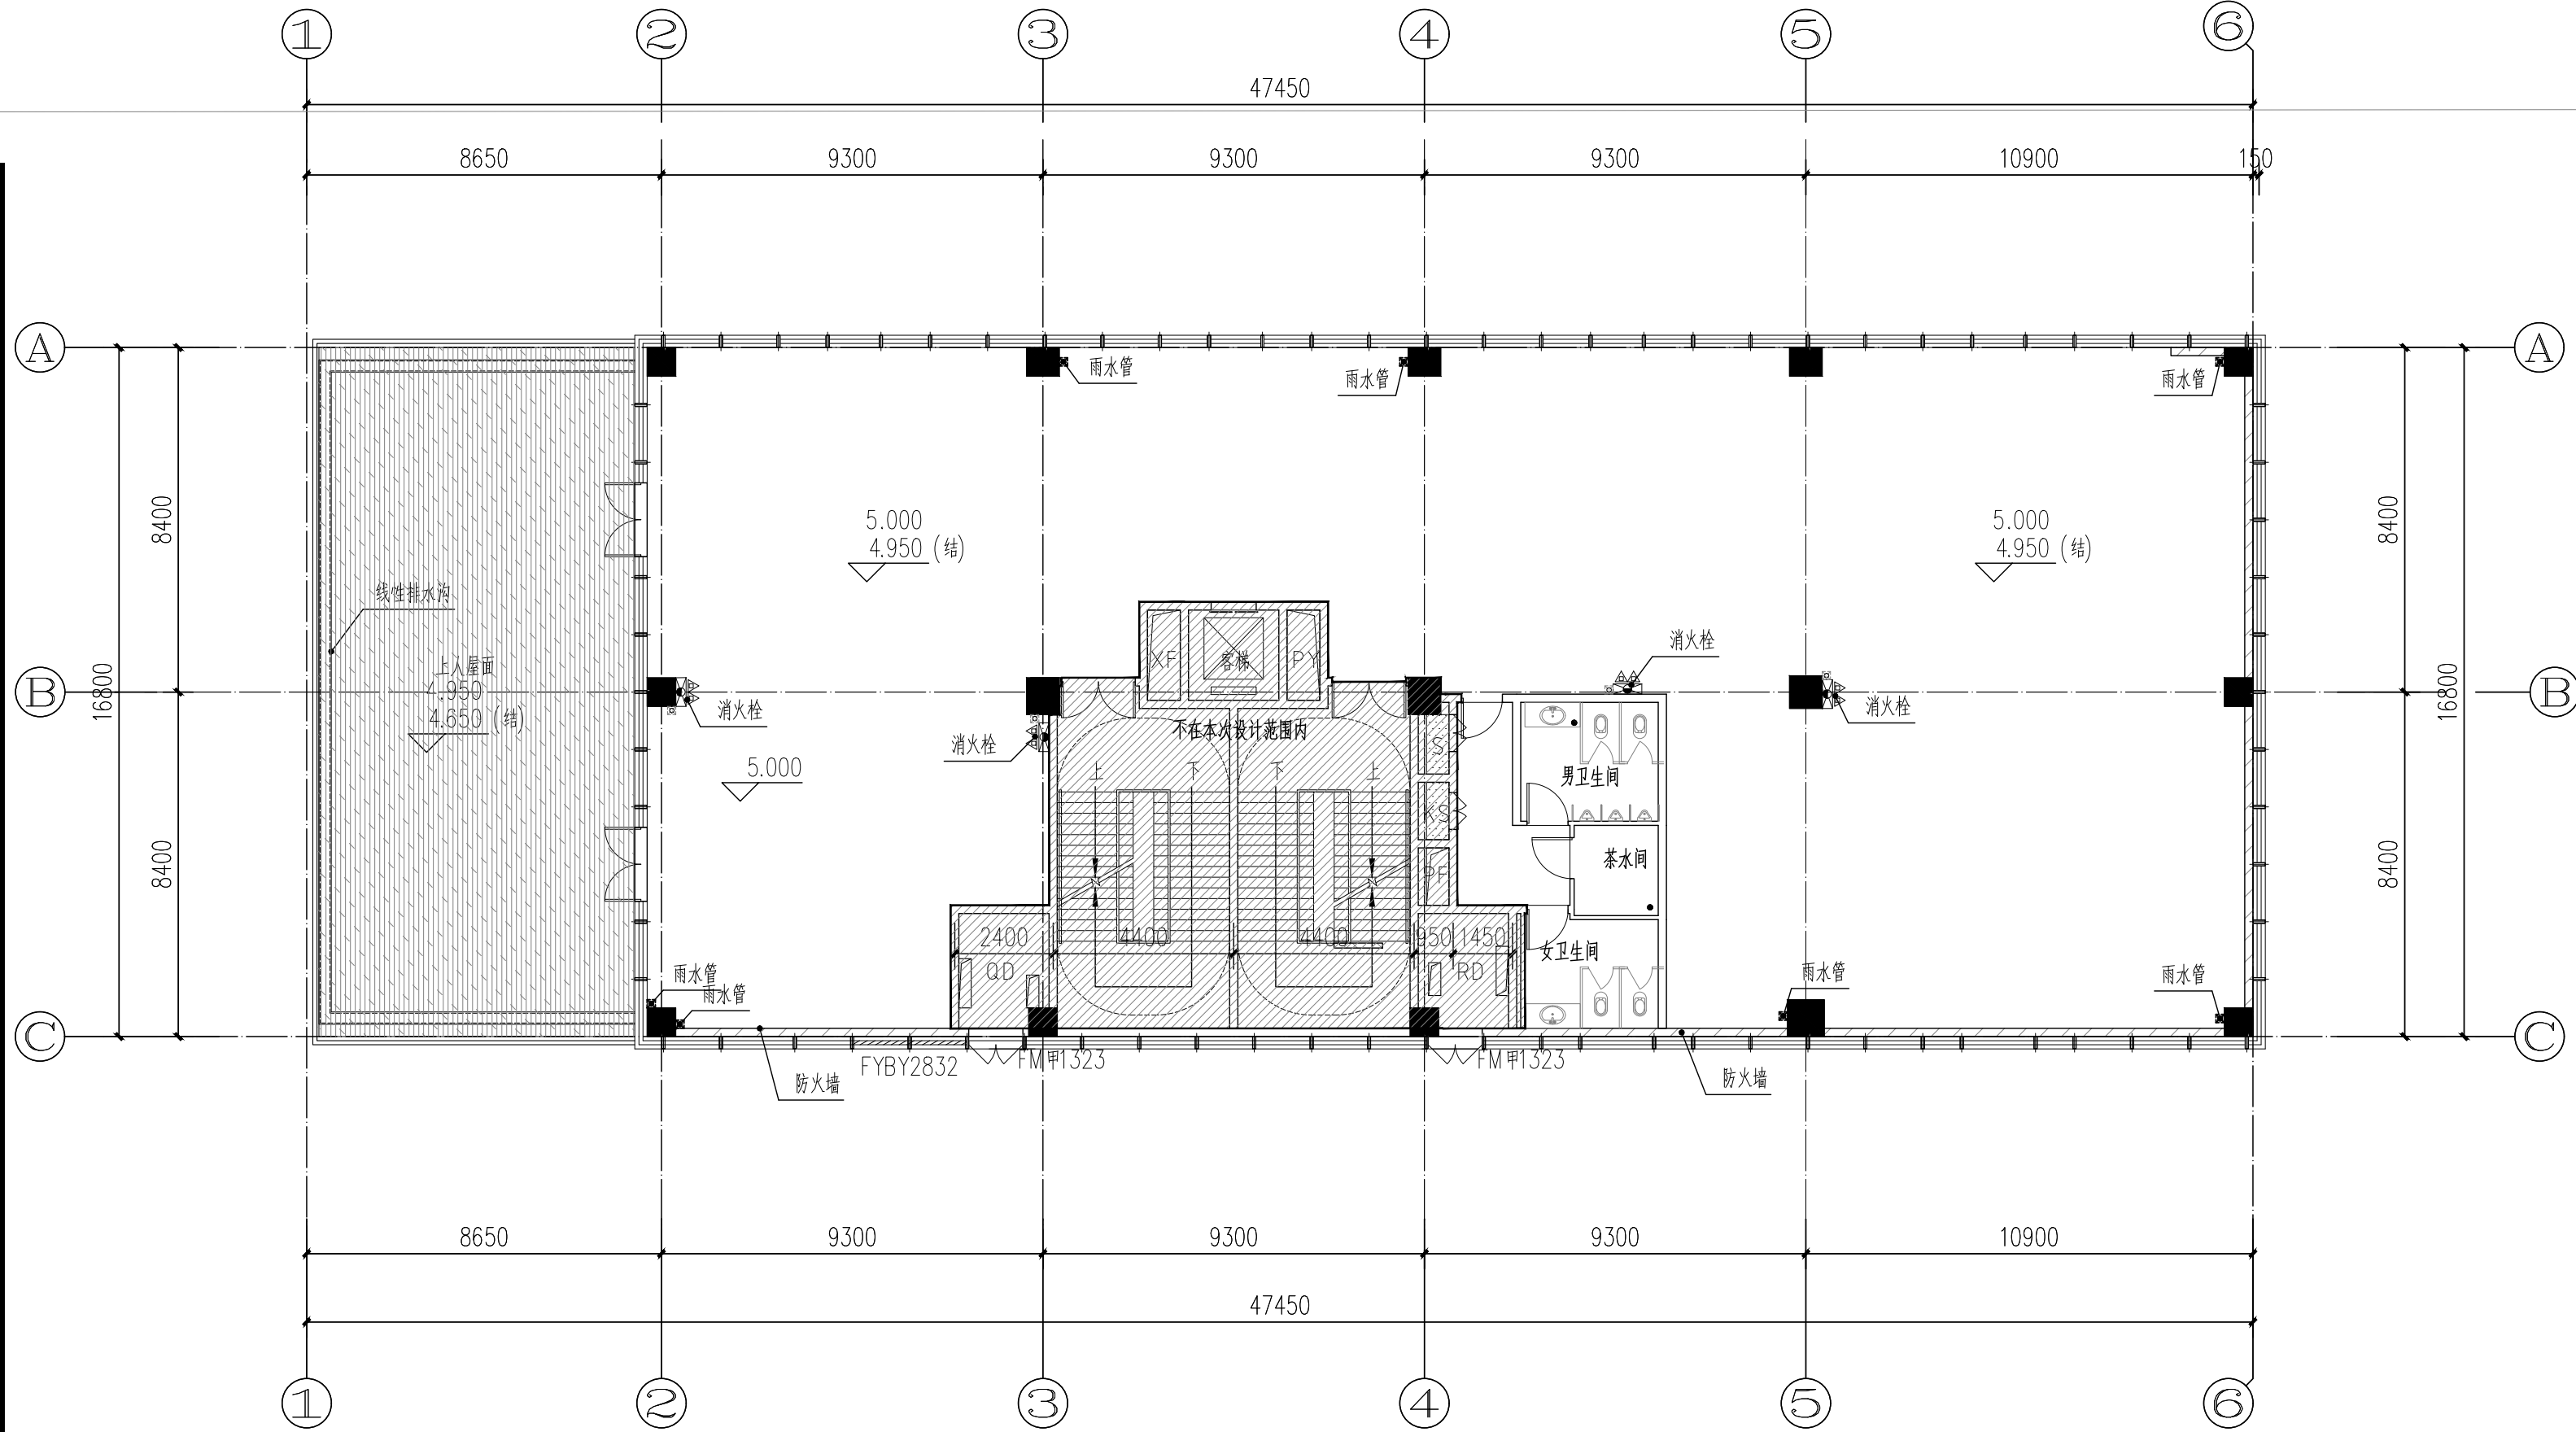 1
2
3
4
5
6
47450
8650
9300
9300
9300
10900
150
A
A
雨水管
雨水管
雨水管
8400
8400
5.000
4.950 (结)
5.000
4.950 (结)
线性排水沟
消火栓
XF
客梯
PY
上人屋面
4.950
4.650 (结)
B
B
16800
16800
消火栓
消火栓
消火栓
不在本次设计范围内
S
5.000
上
下
下
上
男卫生间
KS
茶水间
8400
8400
PF
2400
4400
4400
950
1450
女卫生间
QD
RD
雨水管
雨水管
雨水管
雨水管
C
C
FYBY2832
FM甲1323
FM甲1323
防火墙
防火墙
8650
9300
9300
9300
10900
47450
1
2
3
4
5
6